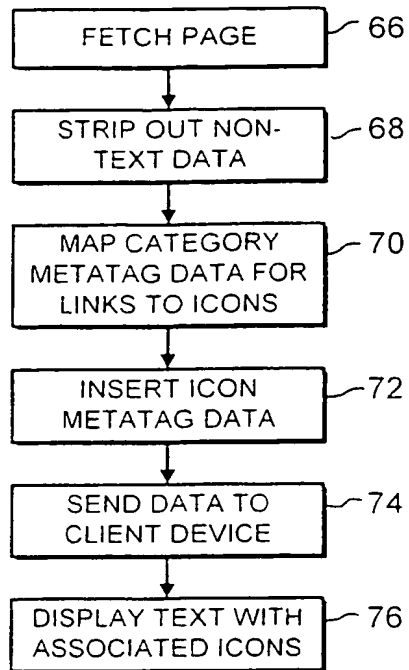 FETCH PAGE
66
STRIP OUT NON-
TEXT DATA
68
MAP CATEGORY
METATAG DATA FOR
LINKS TO ICONS
70
INSERT ICON
METATAG DATA
72
SEND DATA TO
CLIENT DEVICE
74
DISPLAY TEXT WITH
ASSOCIATED ICONS
76